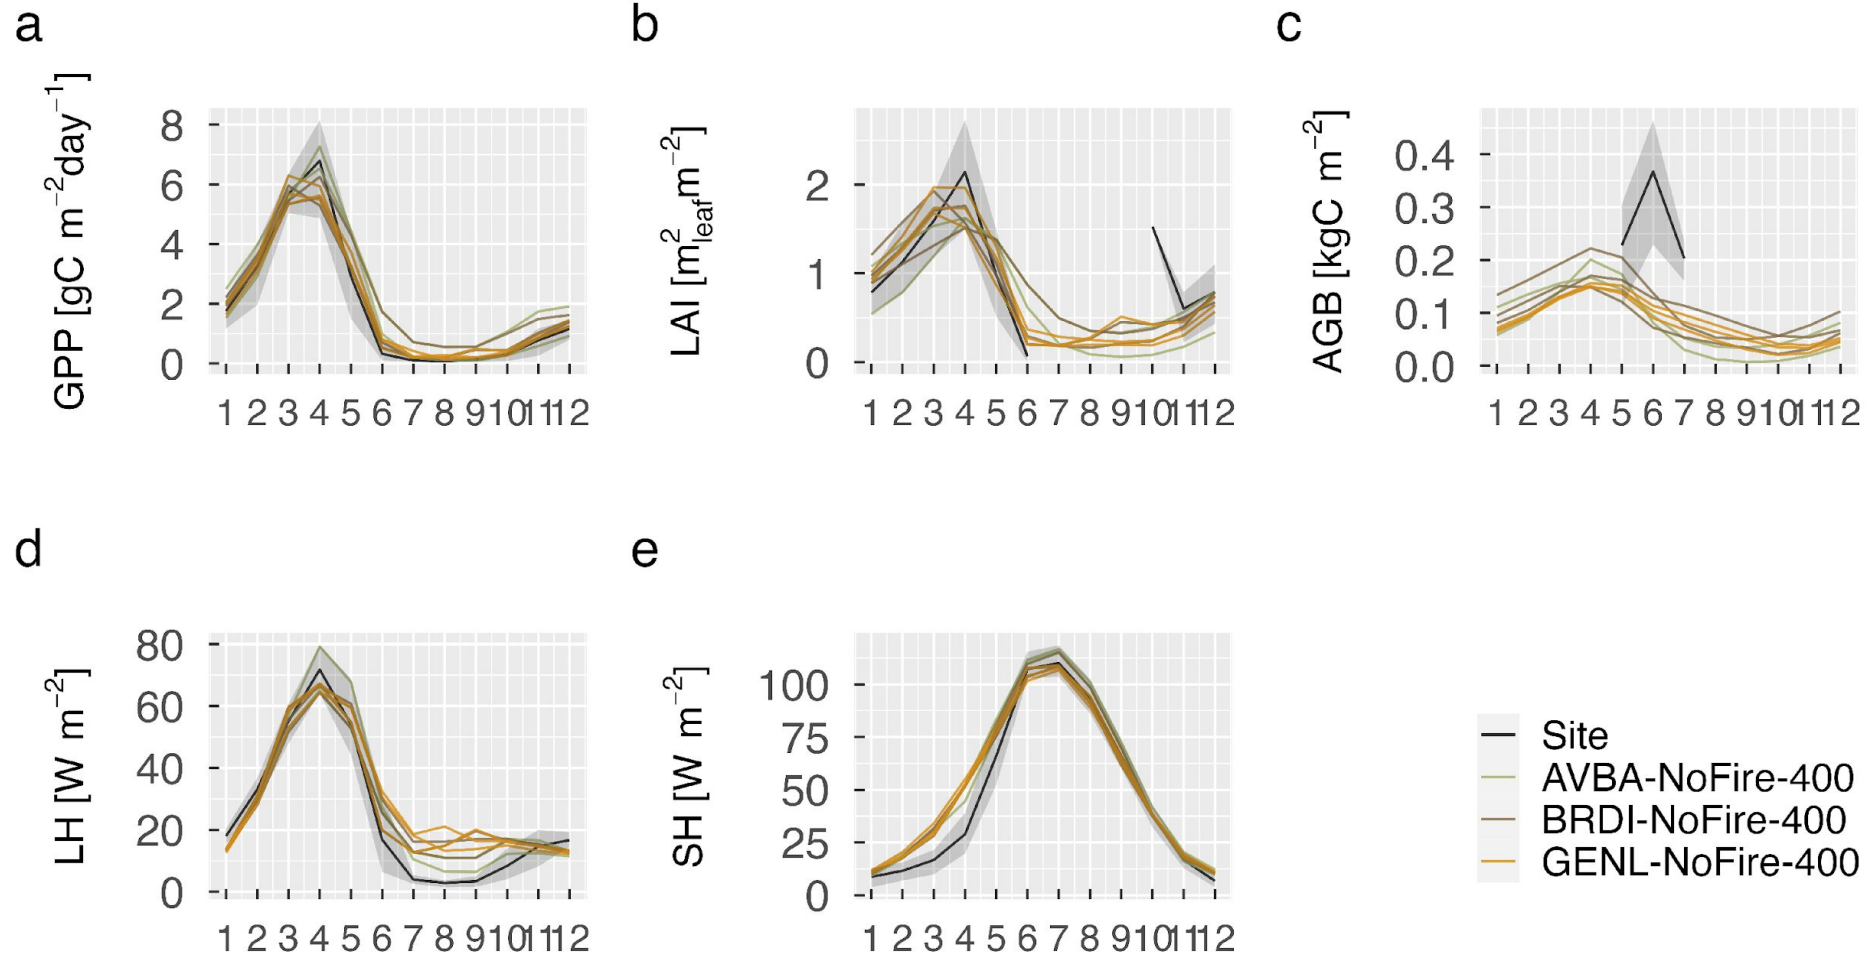 a
GPP [gC m⁻²day⁻¹]
8
6
4
2
0
1 2 3 4 5 6 7 8 9 10 11 12
b
LAI [m²leafm⁻²]
2
1
0
1 2 3 4 5 6 7 8 9 10 11 12
c
AGB [kgC m⁻²]
0.4
0.3
0.2
0.1
0.0
1 2 3 4 5 6 7 8 9 10 11 12
d
LH [W m⁻²]
80
60
40
20
0
1 2 3 4 5 6 7 8 9 10 11 12
e
SH [W m⁻²]
100
75
50
25
0
1 2 3 4 5 6 7 8 9 10 11 12
Site
AVBA-NoFire-400
BRDI-NoFire-400
GENL-NoFire-400